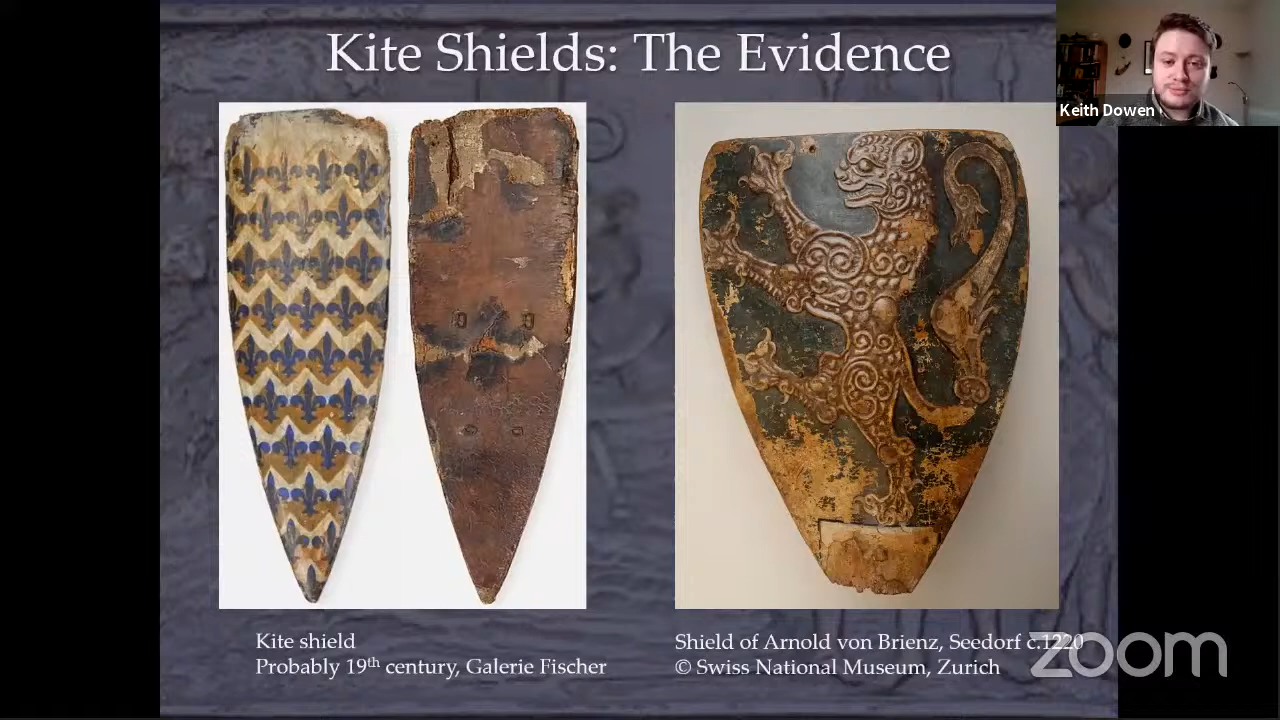 Kite Shields: The Evidence
Keith Dowen
Kite shield
Probably 19th century, Galerie Fischer
Shield of Arnold von Brienz, Seedorf c.1220
© Swiss National Museum, Zurich
zoom